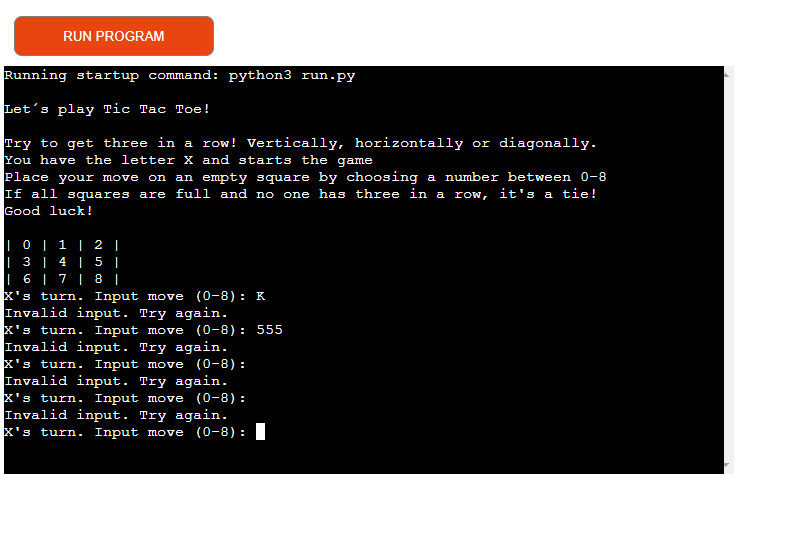 RUN PROGRAM
Running startup command: python3 run.py
Let´s play Tic Tac Toe!
Try to get three in a row! Vertically, horizontally or diagonally.
You have the letter X and starts the game
Place your move on an empty square by choosing a number between 0-8
If all squares are full and no one has three in a row, it's a tie!
Good luck!
| 0 | 1 | 2 |
| 3 | 4 | 5 |
| 6 | 7 | 8 |
X's turn. Input move (0-8): K
Invalid input. Try again.
X's turn. Input move (0-8): 555
Invalid input. Try again.
X's turn. Input move (0-8):
Invalid input. Try again.
X's turn. Input move (0-8):
Invalid input. Try again.
X's turn. Input move (0-8):